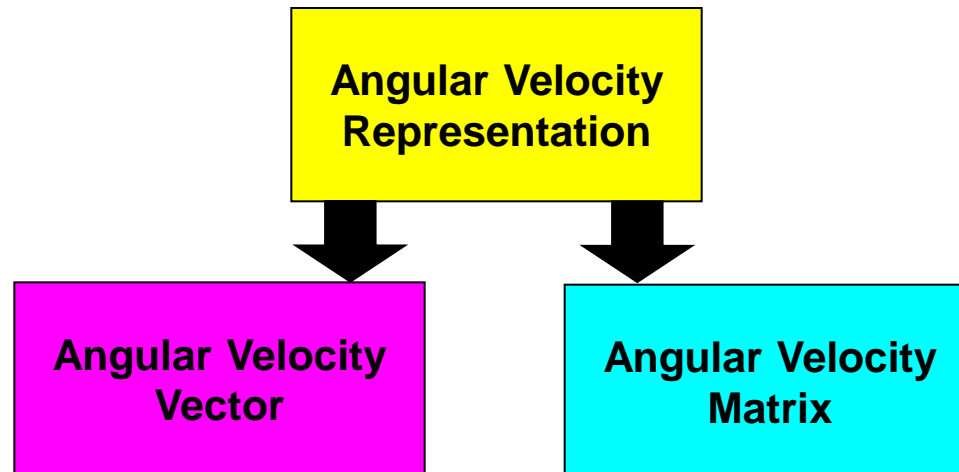 Angular Velocity
Representation
Angular Velocity
Vector
Angular Velocity
Matrix